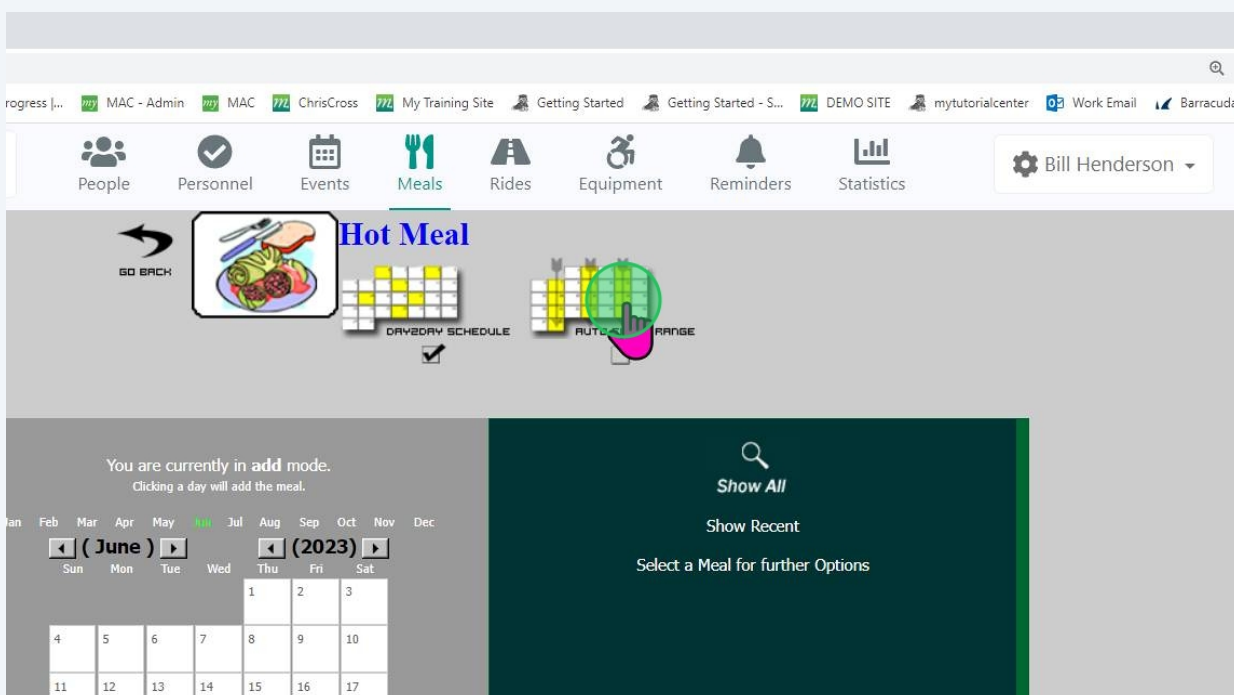 rogress |... MAC - Admin MAC ChrisCross My Training Site Getting Started Getting Started - S... DEMO SITE mytutorialcenter Work Email Barracuda
People Personnel Events Meals Rides Equipment Reminders Statistics Bill Henderson
Hot Meal
GO BACK
DAY2DAY SCHEDULE
RANGE
You are currently in add mode.
Clicking a day will add the meal.
Jan Feb Mar Apr May Jun Jul Aug Sep Oct Nov Dec
( June ) (2023)
Sun Mon Tue Wed Thu Fri Sat
1 2 3
4 5 6 7 8 9 10
11 12 13 14 15 16 17
Show All
Show Recent
Select a Meal for further Options